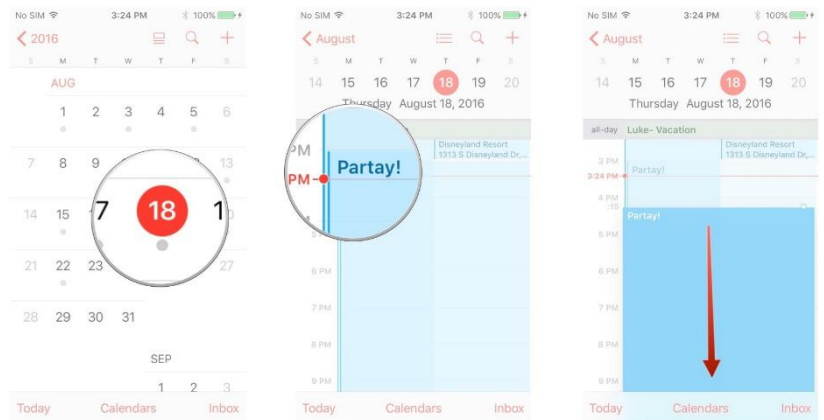 No SIM 3:24 PM 100%
2016
S M T W T F S
AUG
1 2 3 4 5 6
7 8 9 13
14 15 7 18 1
21 22 23 27
28 29 30 31
SEP
1 2 3
Today Calendars Inbox
No SIM 3:24 PM 100%
August
S M T W T F S
14 15 16 17 18 19 20
Thursday August 18, 2016
Disneyland Resort
1313 S Disneyland Dr,...
PM
PM
Partay!
6 PM
7 PM
8 PM
9 PM
Today Calendars Inbox
No SIM 3:24 PM 100%
August
S M T W T F S
14 15 16 17 18 19 20
Thursday August 18, 2016
all-day Luke- Vacation
Disneyland Resort
1313 S Disneyland Dr,...
3 PM
Partay!
3:24 PM
4 PM
:15
Partay!
5 PM
6 PM
7 PM
8 PM
9 PM
Today Calendars Inbox